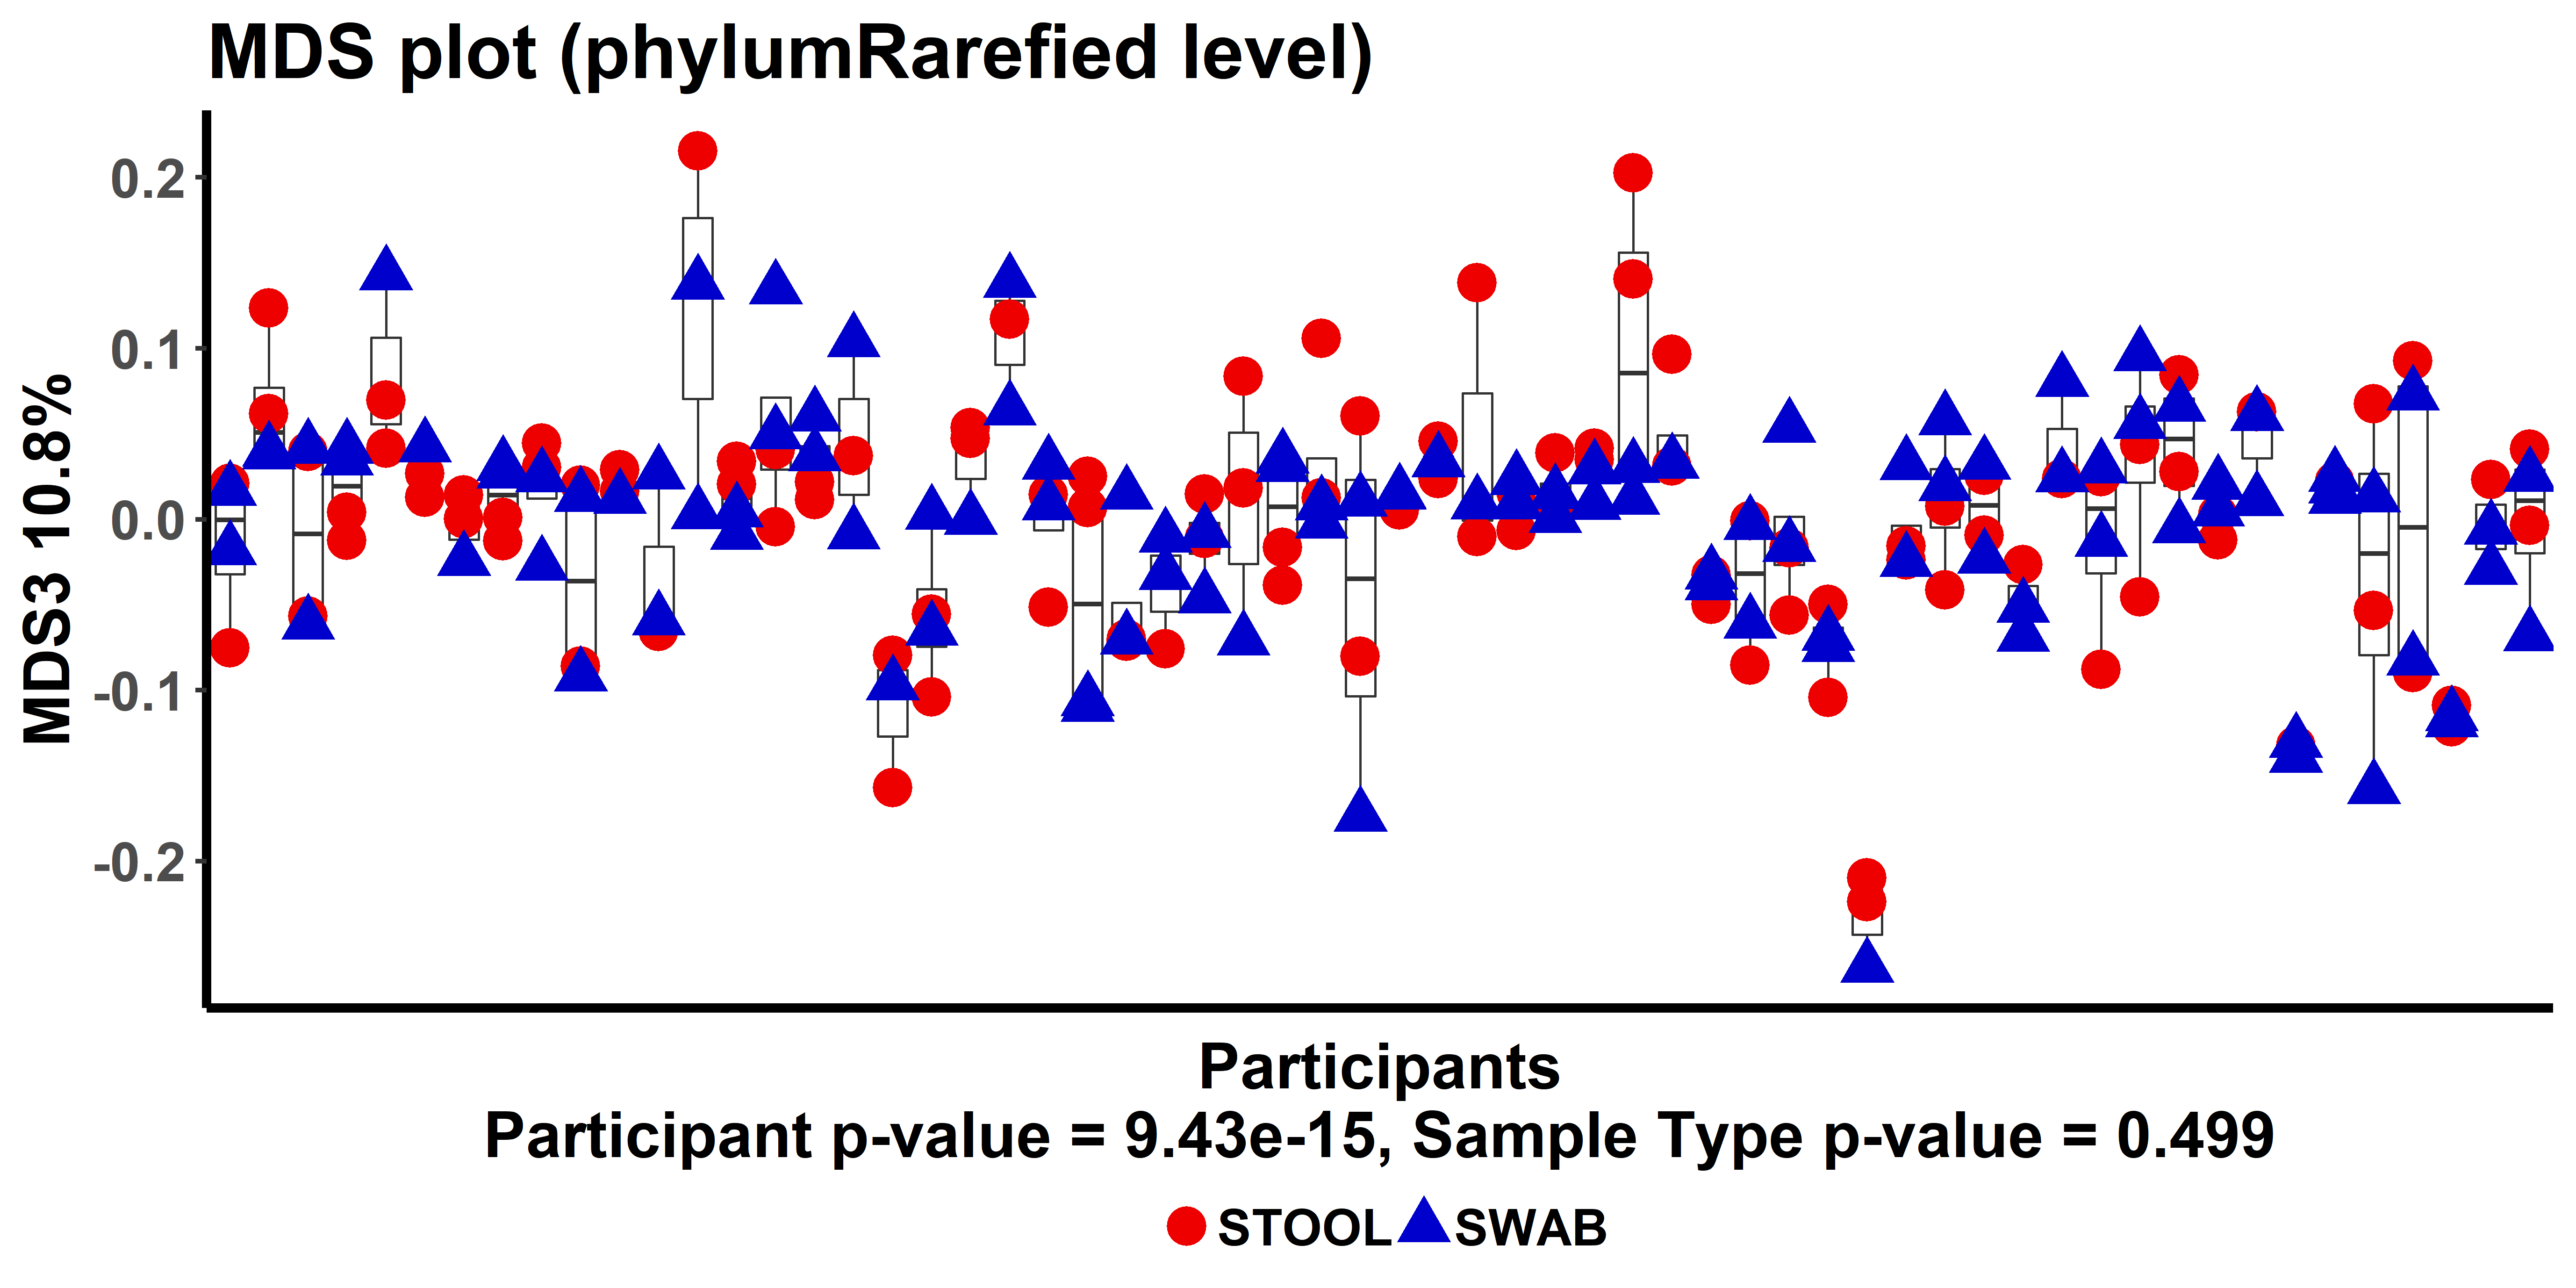 MDS plot (phylumRarefied level)
MDS3 10.8%
0.2
0.1
0.0
-0.1
-0.2
Participants
Participant p-value = 9.43e-15, Sample Type p-value = 0.499
STOOL SWAB